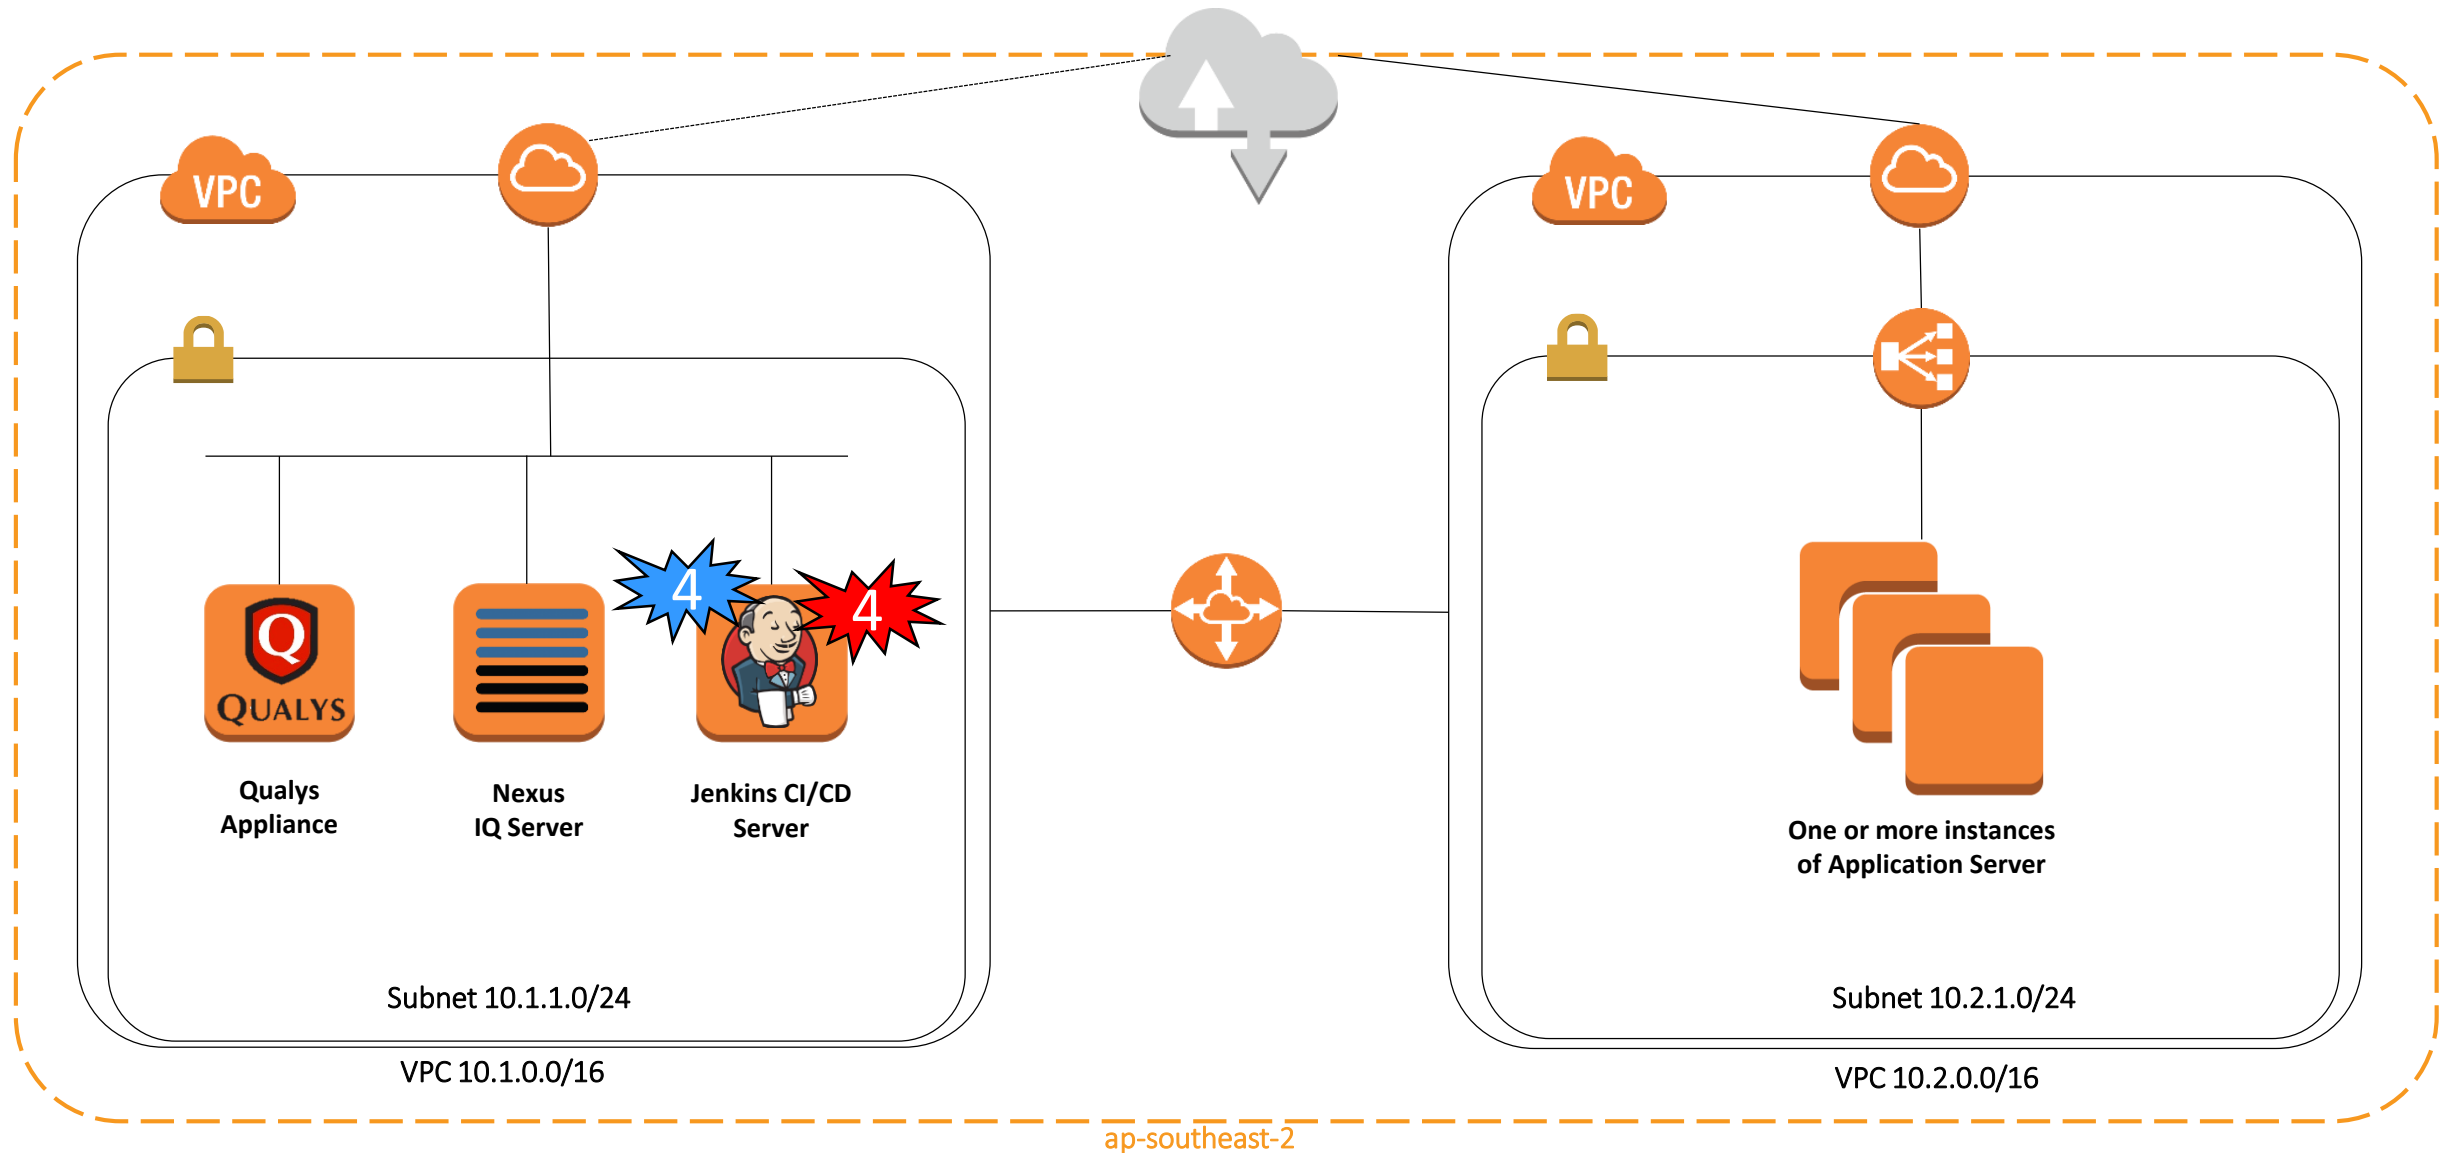 VPC
VPC
4
4
Q
QUALYS
Qualys
Appliance
Nexus
IQ Server
Jenkins CI/CD
Server
One or more instances
of Application Server
Subnet 10.1.1.0/24
Subnet 10.2.1.0/24
VPC 10.1.0.0/16
VPC 10.2.0.0/16
ap-southeast-2